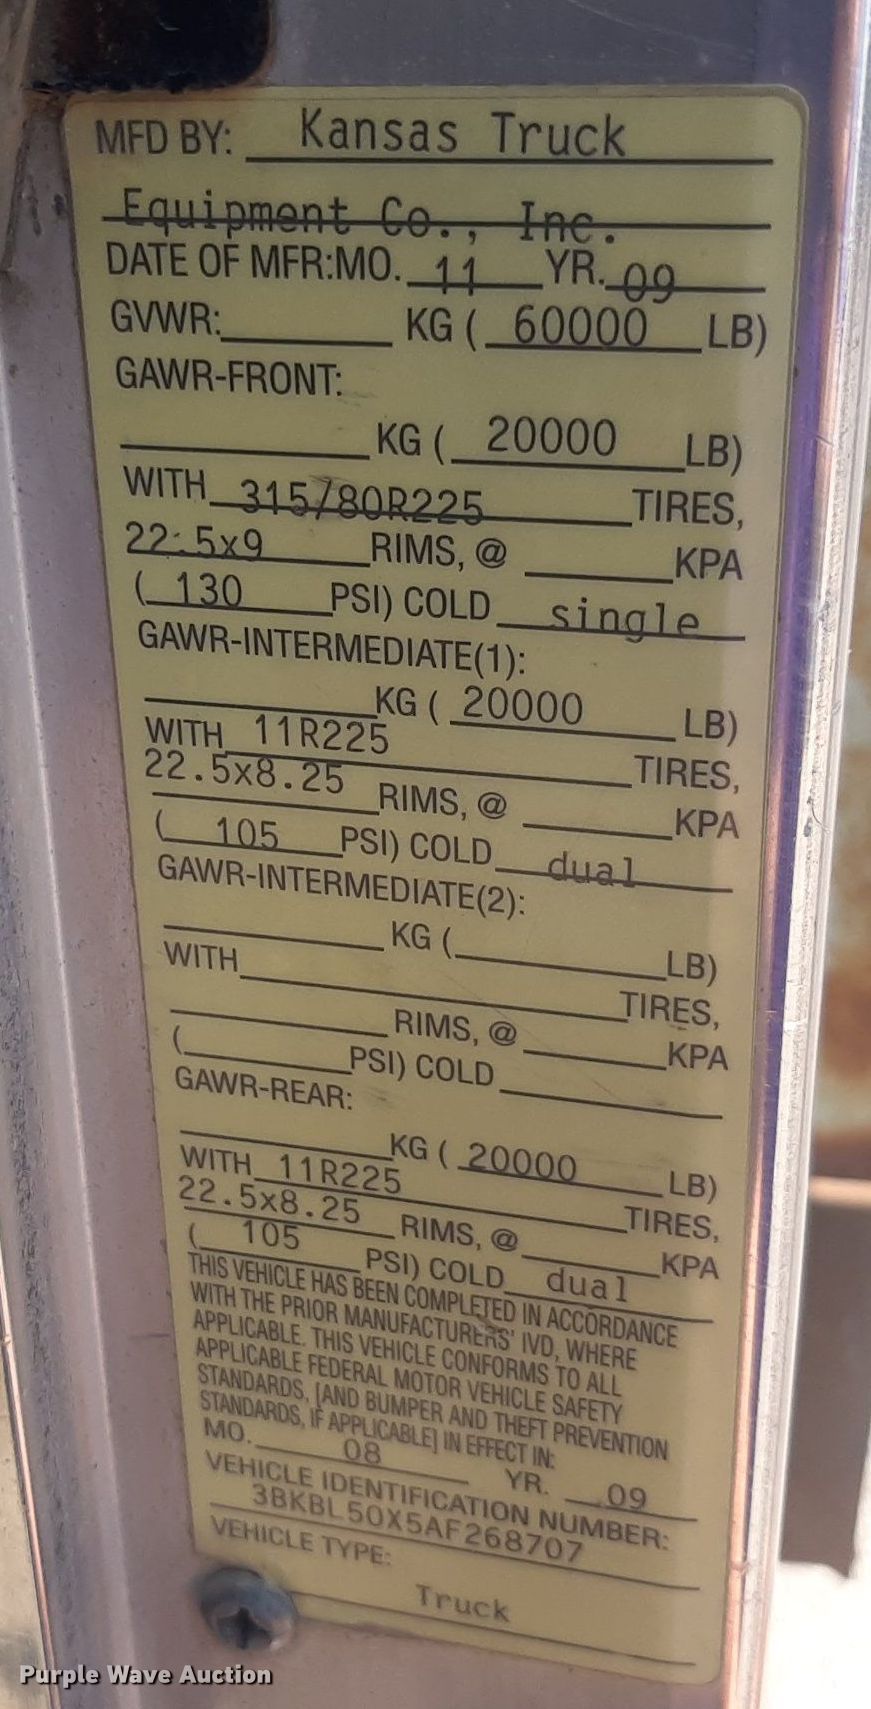 MFD BY: Kansas Truck
Equipment Co., Inc.
DATE OF MFR:MO. 11 YR. 09
GVWR: KG ( 60000 LB)
GAWR-FRONT:
KG ( 20000 LB)
WITH 315/80R225 TIRES,
22.5x9 RIMS, @ KPA
( 130 PSI) COLD single
GAWR-INTERMEDIATE(1):
KG ( 20000 LB)
WITH 11R225 TIRES,
22.5x8.25 RIMS, @ KPA
( 105 PSI) COLD dual
GAWR-INTERMEDIATE(2):
KG ( LB)
WITH TIRES,
RIMS, @ KPA
( PSI) COLD
GAWR-REAR:
KG ( 20000 LB)
WITH 11R225 TIRES,
22.5x8.25 RIMS, @ KPA
( 105 PSI) COLD dual
THIS VEHICLE HAS BEEN COMPLETED IN ACCORDANCE
WITH THE PRIOR MANUFACTURERS' IVD, WHERE
APPLICABLE. THIS VEHICLE CONFORMS TO ALL
APPLICABLE FEDERAL MOTOR VEHICLE SAFETY
STANDARDS, [AND BUMPER AND THEFT PREVENTION
STANDARDS, IF APPLICABLE] IN EFFECT IN:
MO. 08 YR. 09
VEHICLE IDENTIFICATION NUMBER:
3BKBL50X5AF268707
VEHICLE TYPE:
Truck
Purple Wave Auction